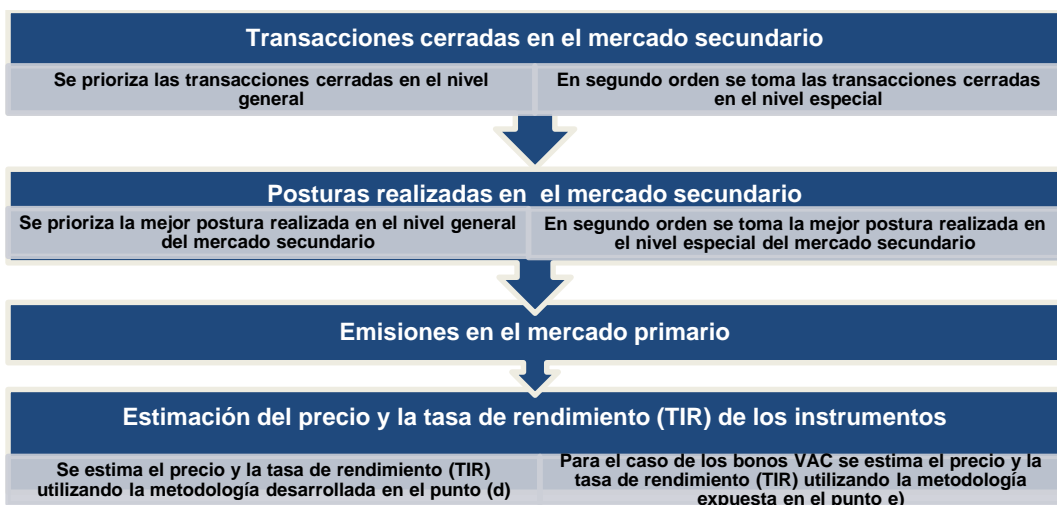 Transacciones cerradas en el mercado secundario
Se prioriza las transacciones cerradas en el nivel
general
En segundo orden se toma las transacciones cerradas
en el nivel especial
Posturas realizadas en el mercado secundario
Se prioriza la mejor postura realizada en el nivel general
del mercado secundario
En segundo orden se toma la mejor postura realizada en
el nivel especial del mercado secundario
Emisiones en el mercado primario
Estimación del precio y la tasa de rendimiento (TIR) de los instrumentos
Se estima el precio y la tasa de rendimiento (TIR)
utilizando la metodología desarrollada en el punto (d)
Para el caso de los bonos VAC se estima el precio y la
tasa de rendimiento (TIR) utilizando la metodología
expuesta en el punto e)